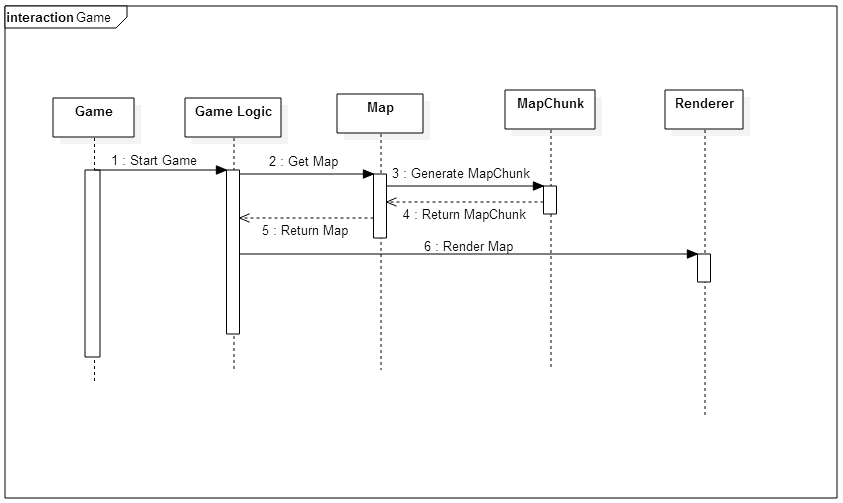 interaction Game
Game
Game Logic
Map
MapChunk
Renderer
1 : Start Game
2 : Get Map
3 : Generate MapChunk
4 : Return MapChunk
5 : Return Map
6 : Render Map